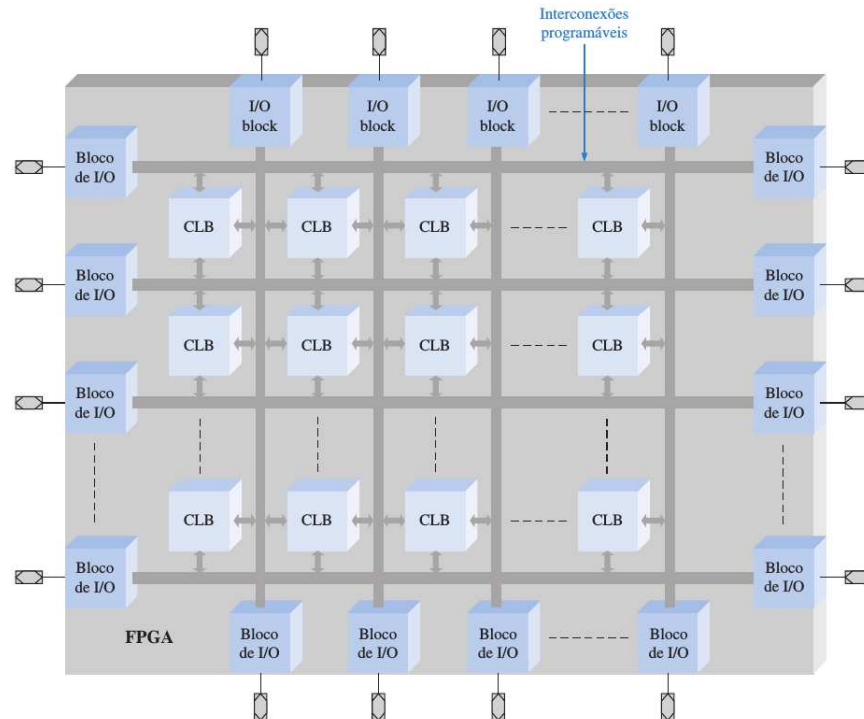 Interconexões
programáveis
I/O
block
I/O
block
I/O
block
I/O
block
Bloco
de I/O
Bloco
de I/O
CLB
CLB
CLB
CLB
Bloco
de I/O
Bloco
de I/O
CLB
CLB
CLB
CLB
Bloco
de I/O
Bloco
de I/O
CLB
CLB
CLB
CLB
Bloco
de I/O
Bloco
de I/O
FPGA
Bloco
de I/O
Bloco
de I/O
Bloco
de I/O
Bloco
de I/O